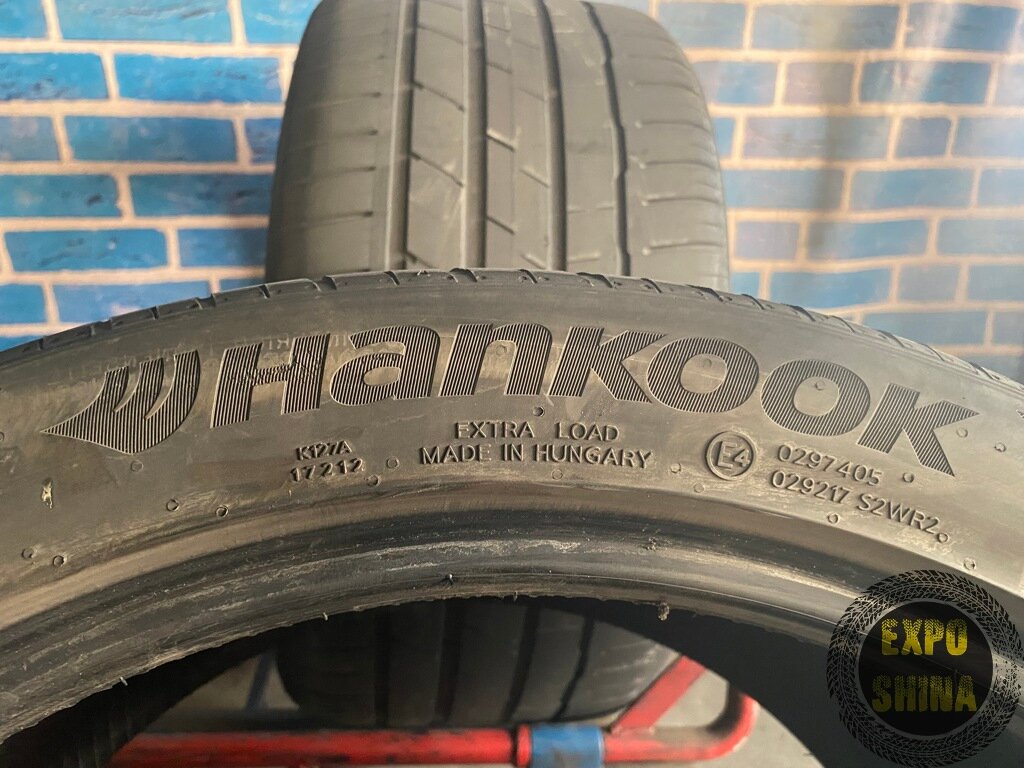 Hankook
K127A
17212
EXTRA LOAD
MADE IN HUNGARY
E4
0297405
029217 S2WR2
EXPO
SHINA